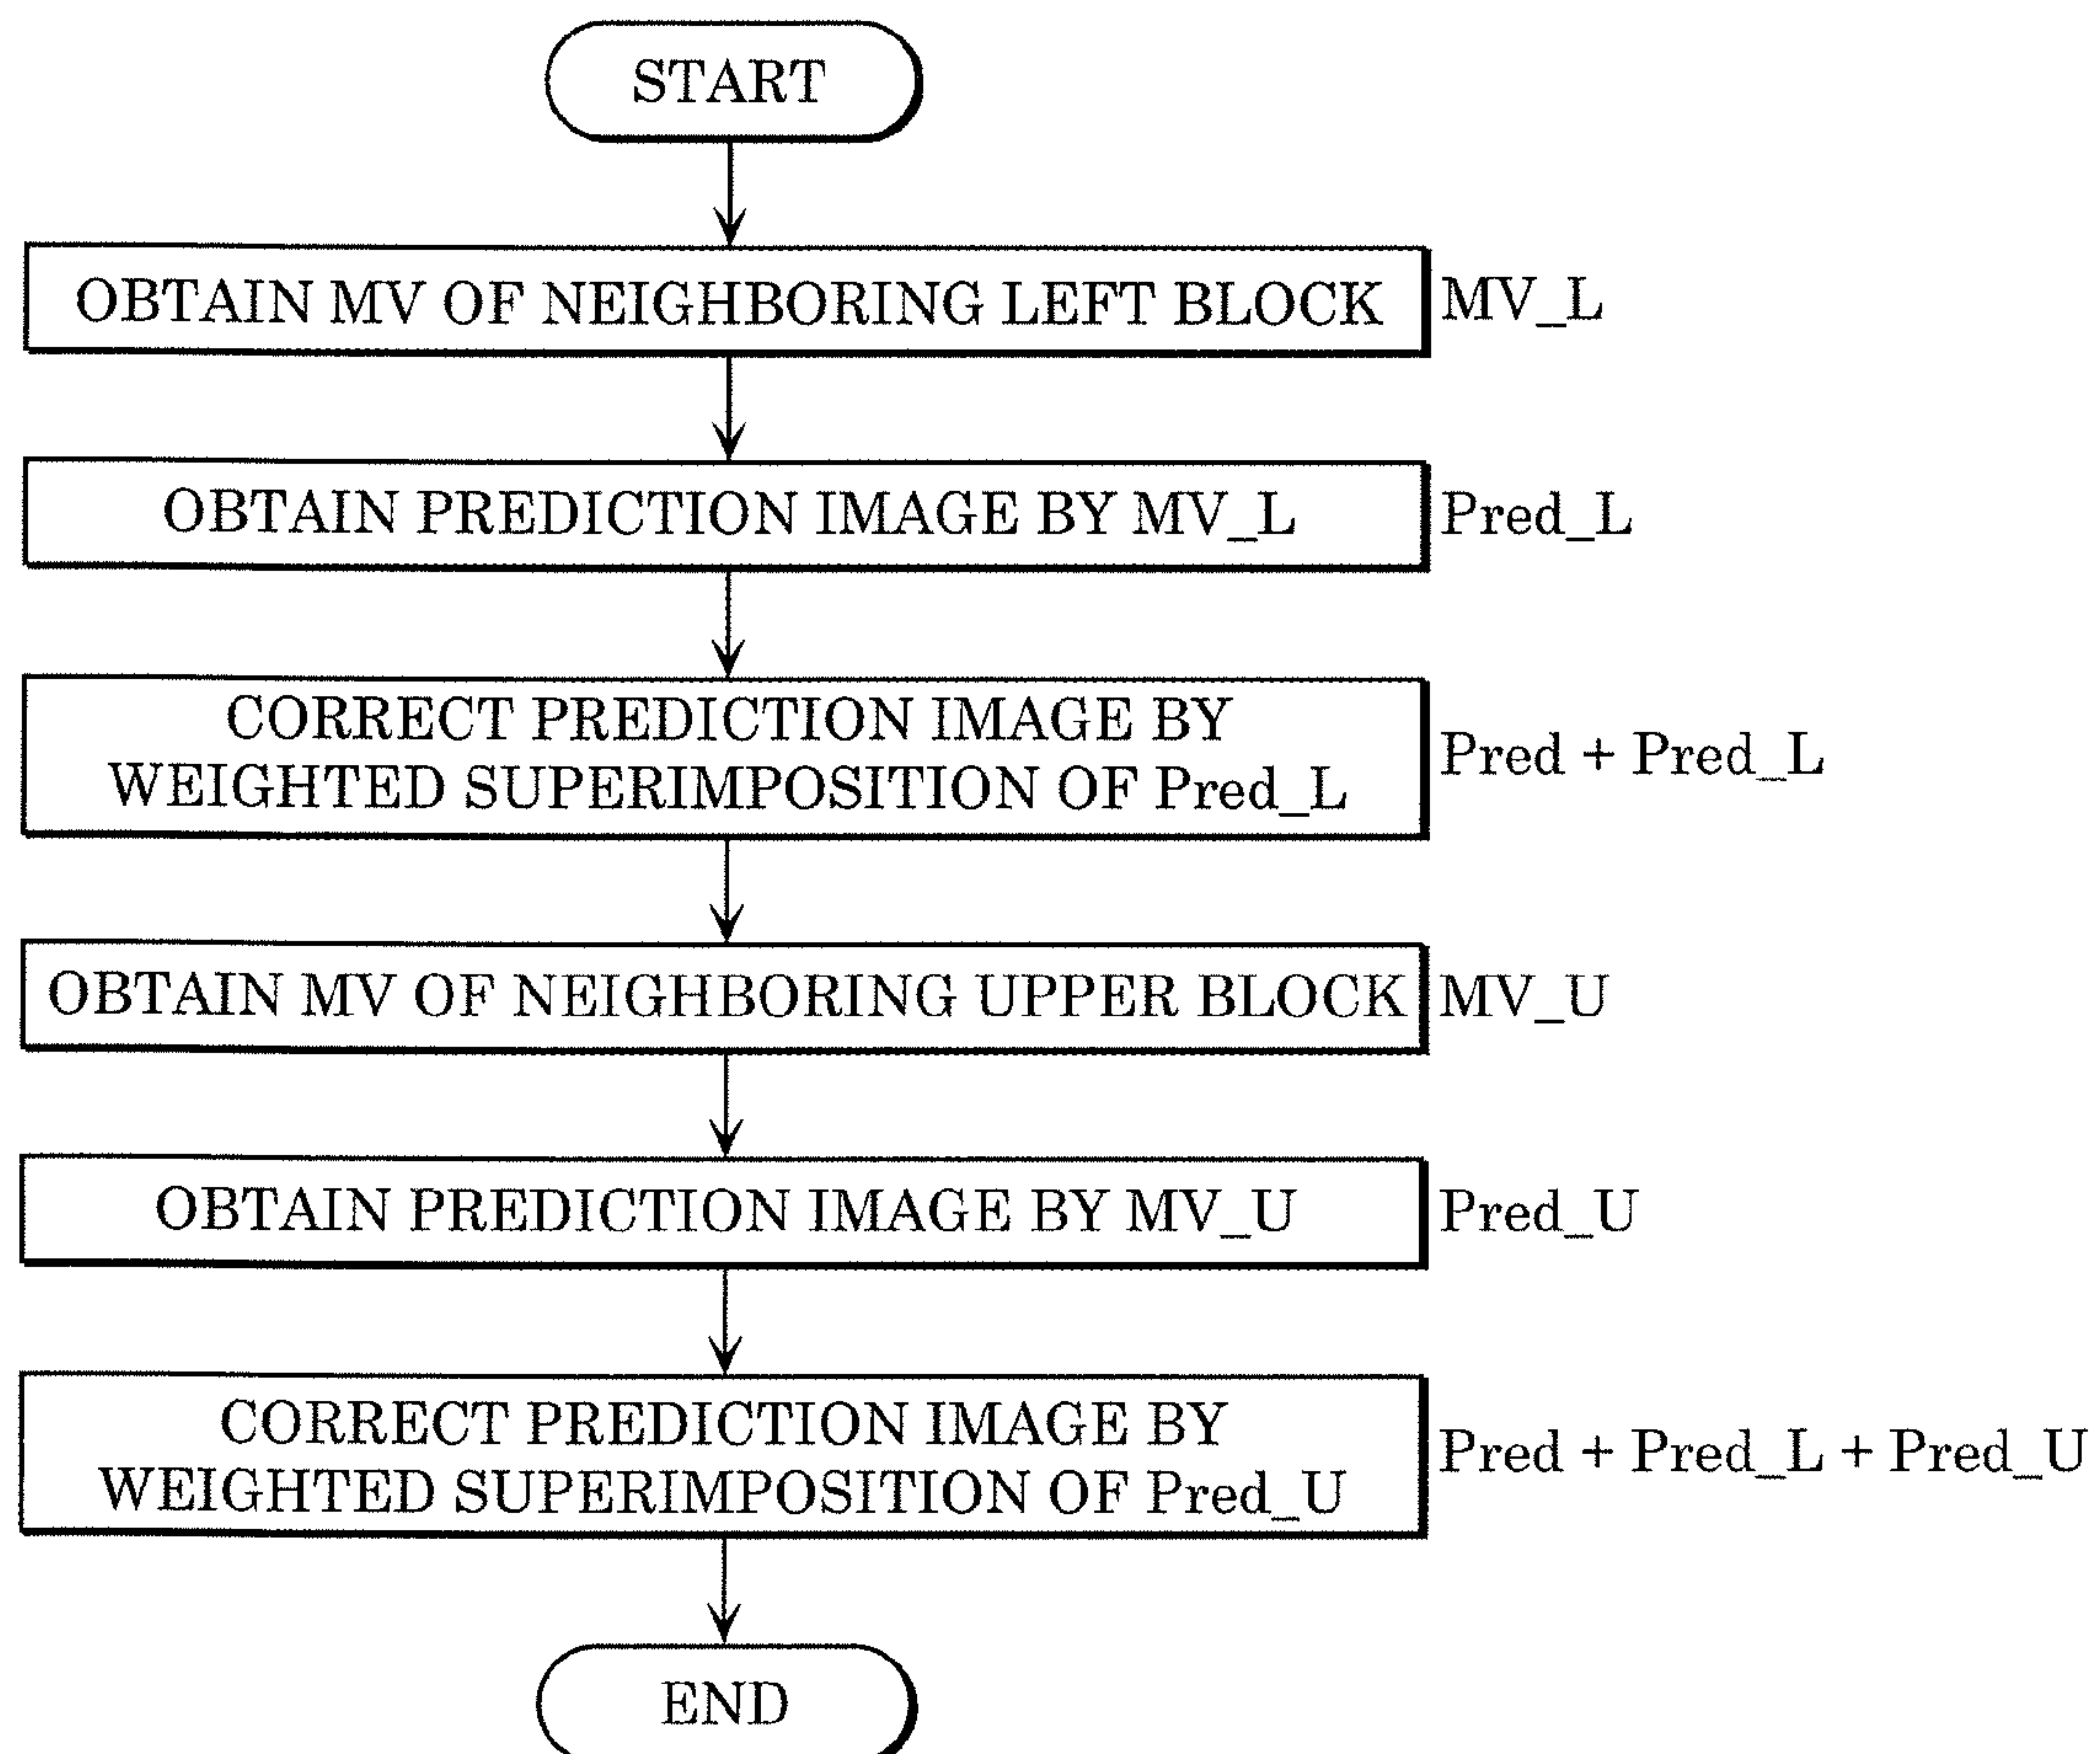 START
OBTAIN MV OF NEIGHBORING LEFT BLOCK
MV_L
OBTAIN PREDICTION IMAGE BY MV_L
Pred_L
CORRECT PREDICTION IMAGE BY
WEIGHTED SUPERIMPOSITION OF Pred_L
Pred + Pred_L
OBTAIN MV OF NEIGHBORING UPPER BLOCK
MV_U
OBTAIN PREDICTION IMAGE BY MV_U
Pred_U
CORRECT PREDICTION IMAGE BY
WEIGHTED SUPERIMPOSITION OF Pred_U
Pred + Pred_L + Pred_U
END